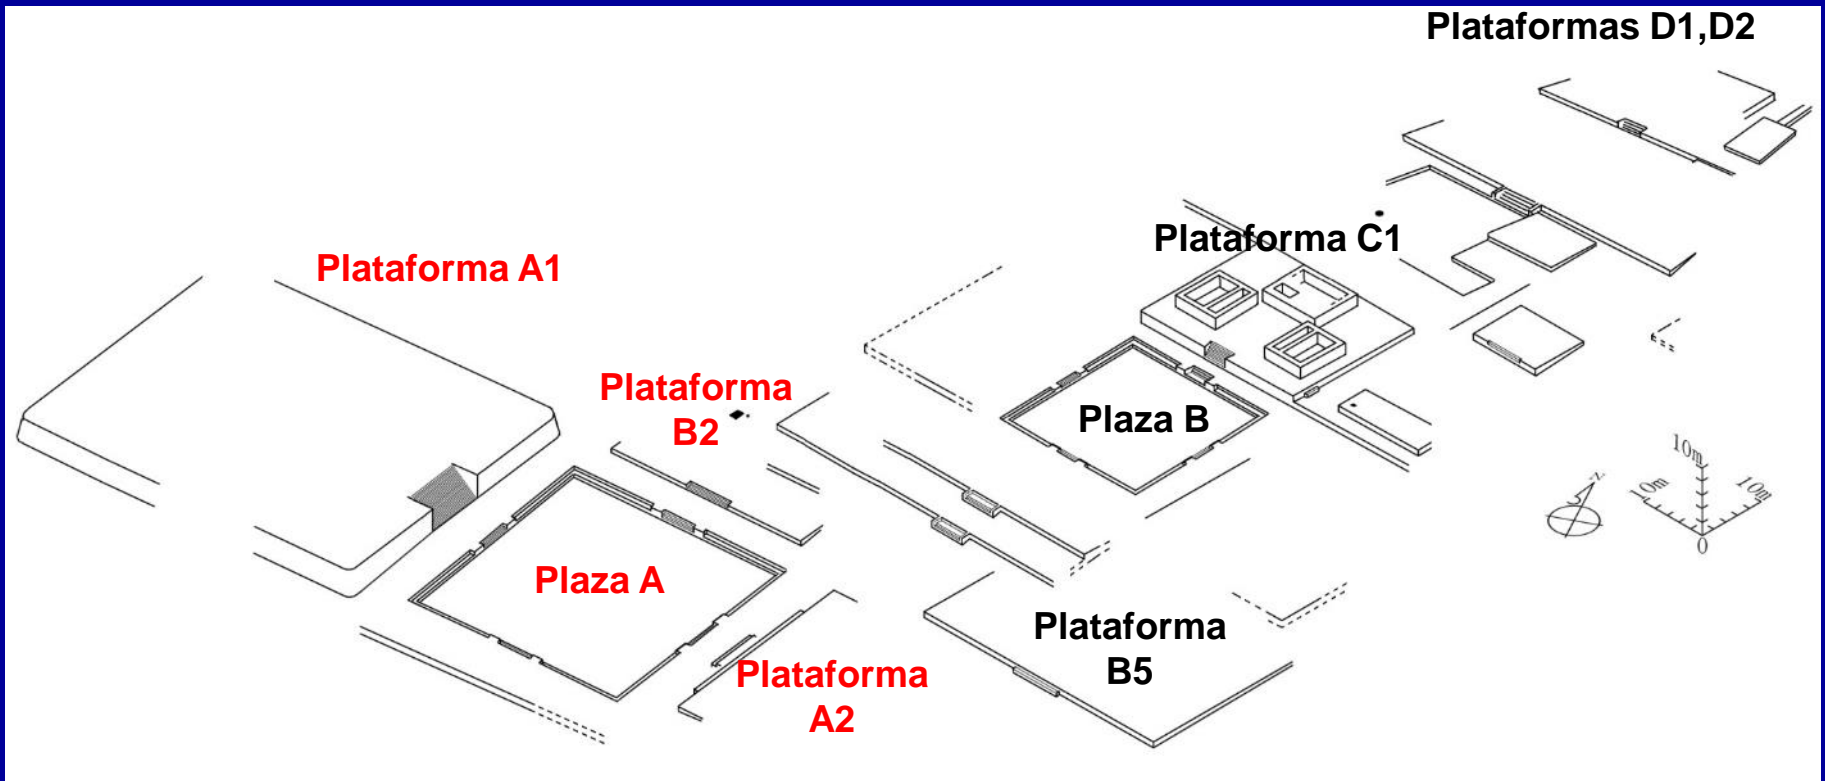 Plataformas D1,D2
Plataforma C1
Plataforma A1
Plataforma
B2
Plaza B
10m
10m
10m
N
0
Plaza A
Plataforma
B5
Plataforma
A2